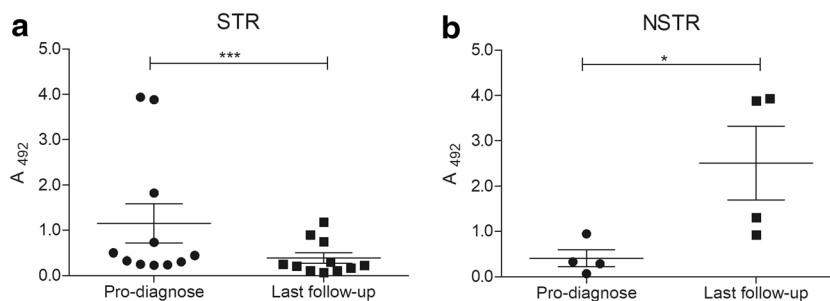 a
STR
5.0
4.0
3.0
2.0
1.0
0.0
A 492
***
Pro-diagnose
Last follow-up
b
NSTR
5.0
4.0
3.0
2.0
1.0
0.0
A 492
*
Pro-diagnose
Last follow-up